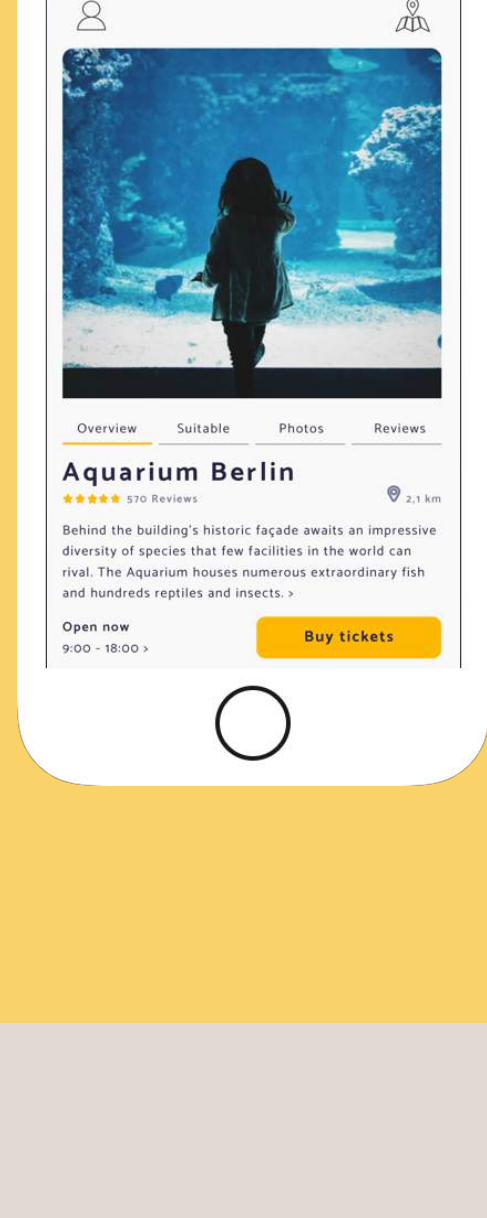 Overview Suitable Photos Reviews
Aquarium Berlin
570 Reviews 2,1 km
Behind the building's historic façade awaits an impressive
diversity of species that few facilities in the world can
rival. The Aquarium houses numerous extraordinary fish
and hundreds reptiles and insects. >
Open now
9:00 - 18:00 >
Buy tickets